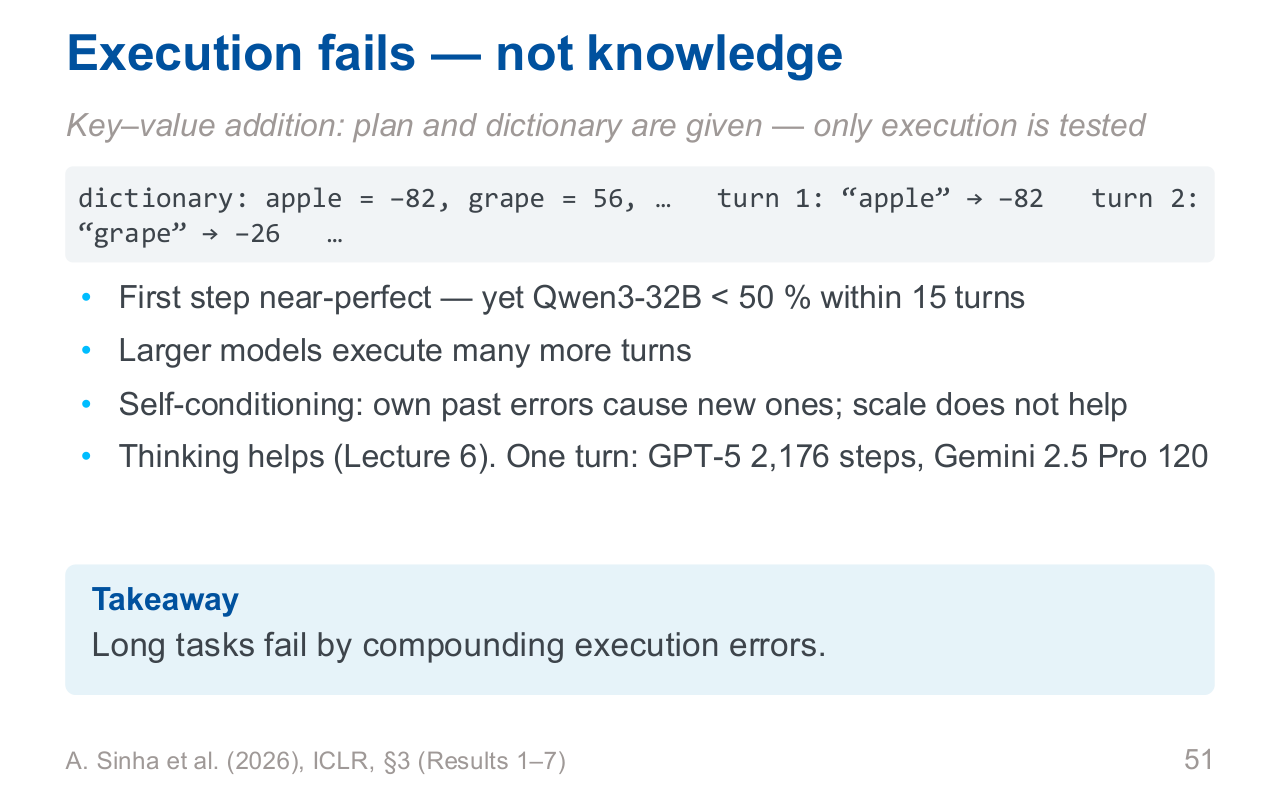 Execution fails — not knowledge
Key–value addition: plan and dictionary are given — only execution is tested
dictionary: apple = –82, grape = 56, …   turn 1: “apple” → –82   turn 2:
“grape” → –26   …
• First step near-perfect — yet Qwen3-32B < 50 % within 15 turns
• Larger models execute many more turns
• Self-conditioning: own past errors cause new ones; scale does not help
• Thinking helps (Lecture 6). One turn: GPT-5 2,176 steps, Gemini 2.5 Pro 120
Takeaway
Long tasks fail by compounding execution errors.
A. Sinha et al. (2026), ICLR, §3 (Results 1–7)
51